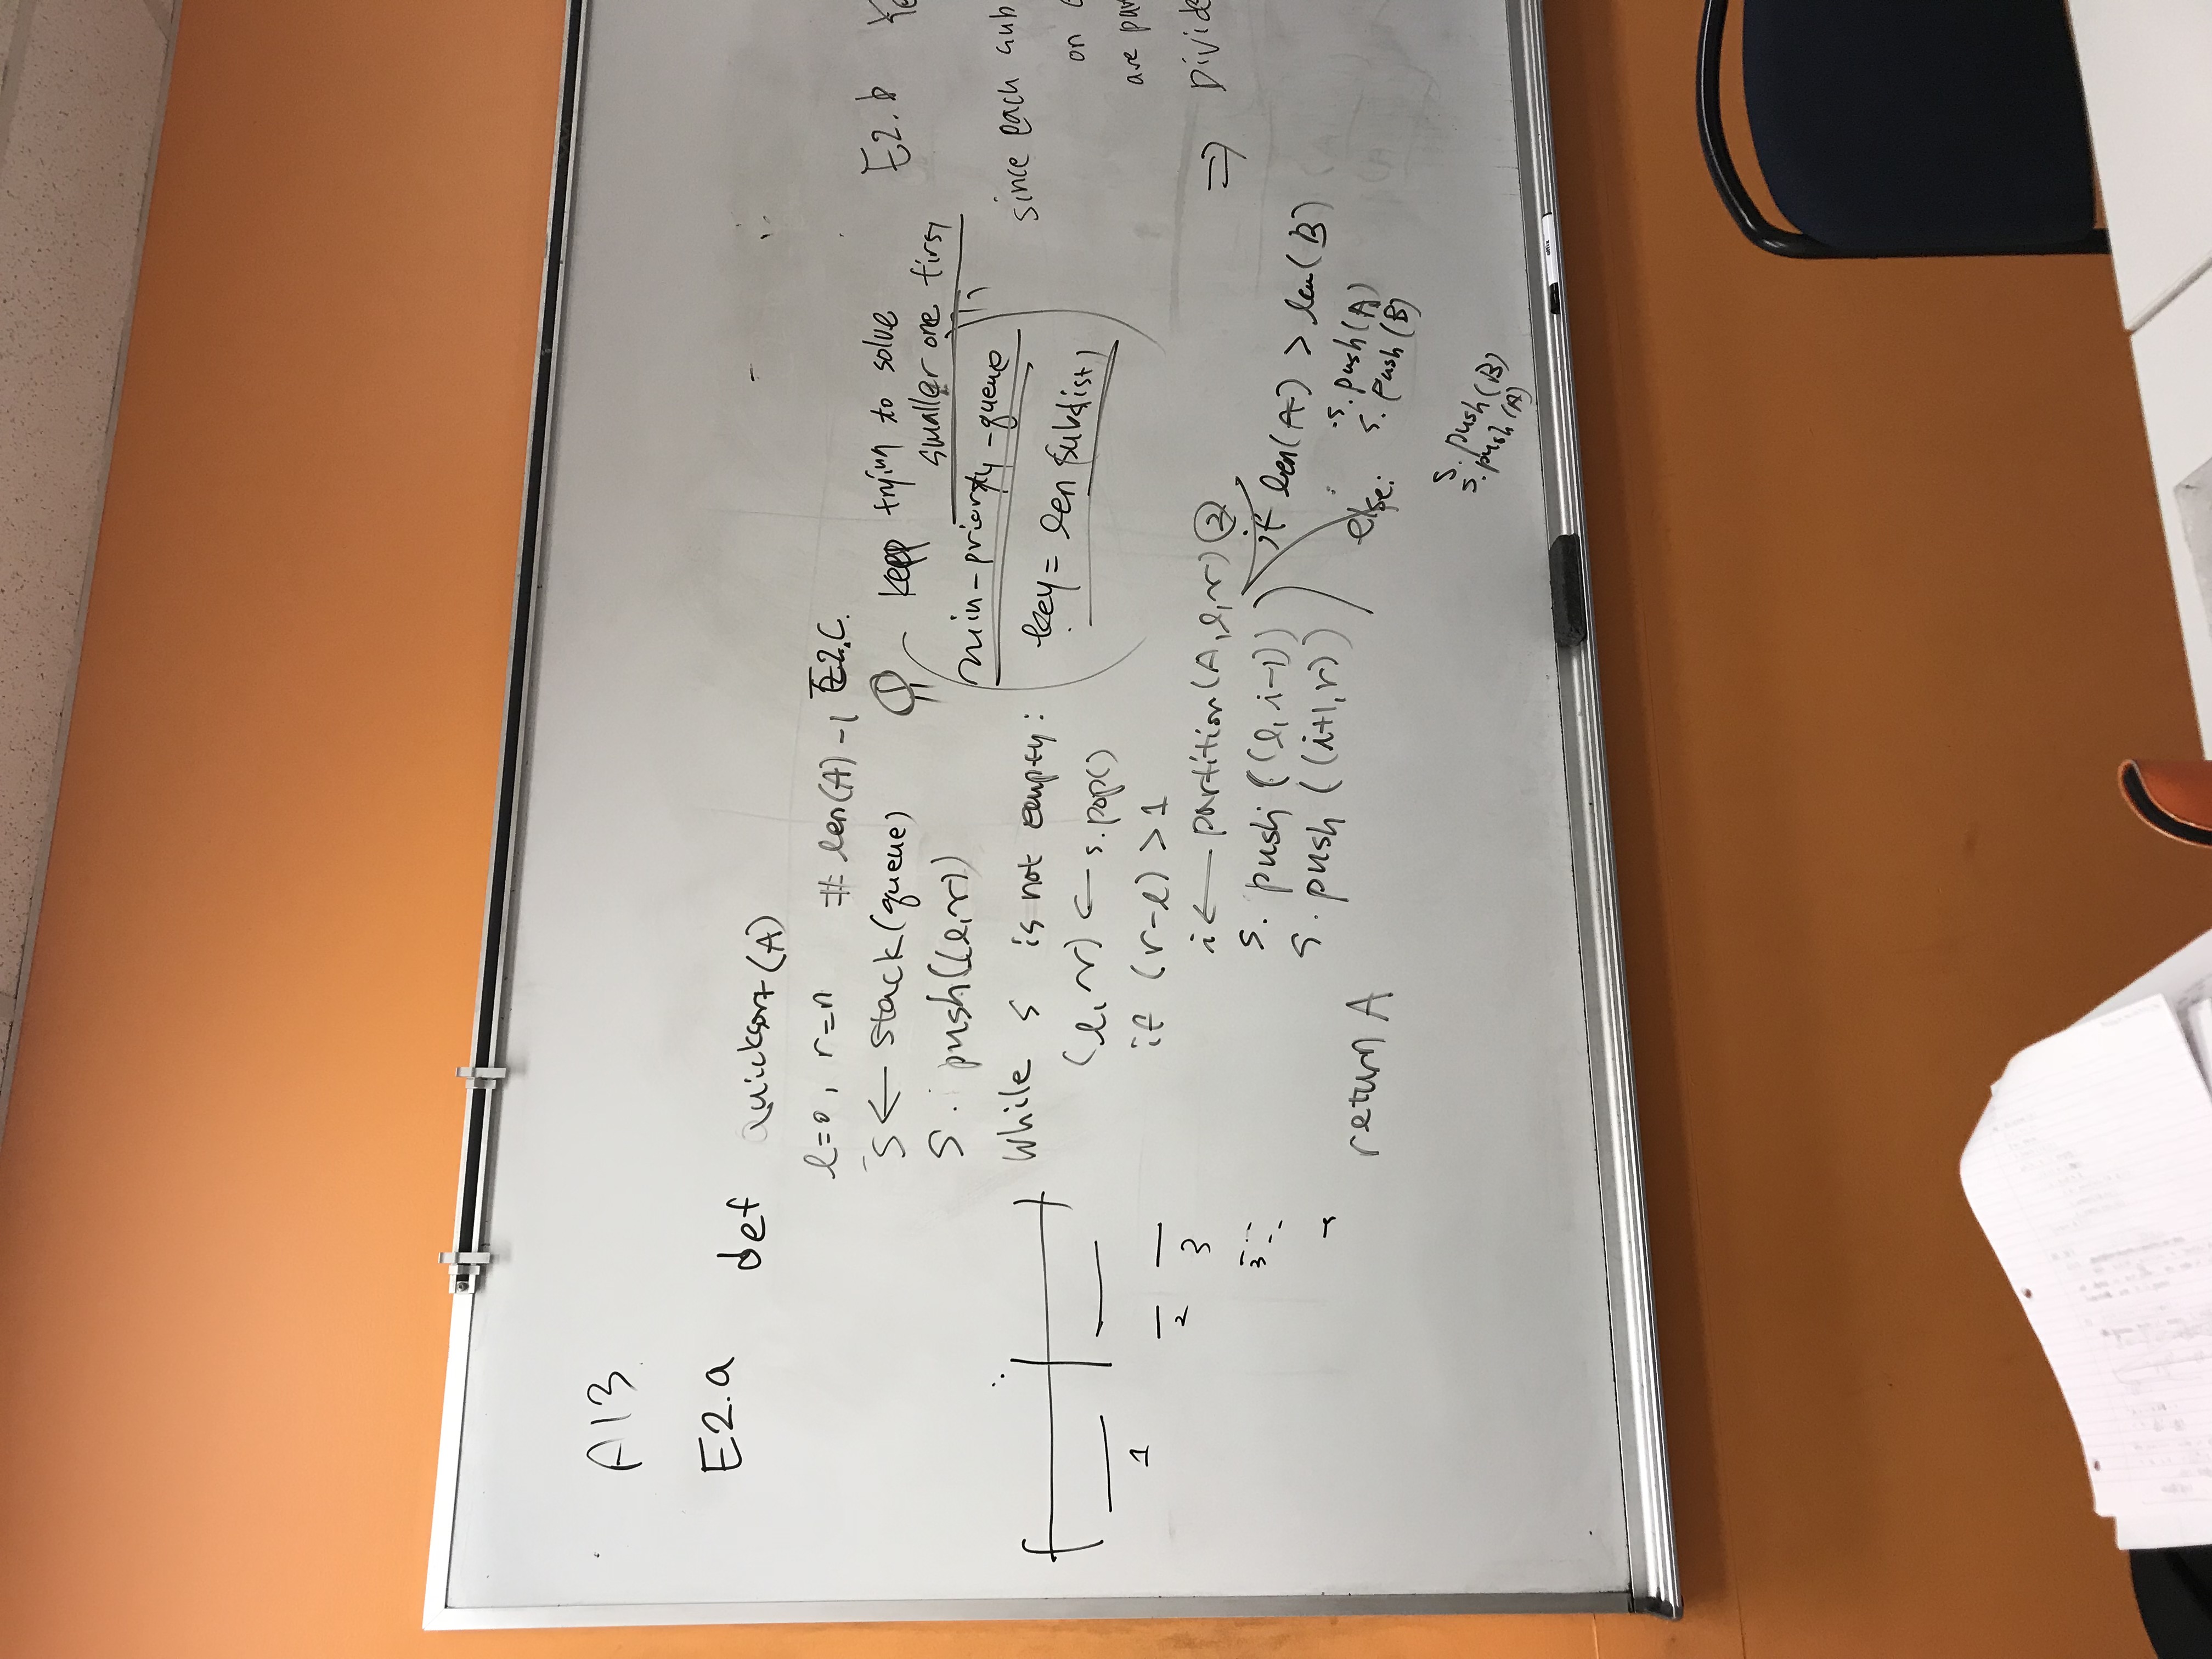 A13.
E2.a
def quicksort(A)
l=0, r=n # len(A)-1
s ← stack(queue)
s. push((l,r))
While s is not empty:
(l,r) ← s.pop()
if (r-l) > 1
i ← partition(A,l,r)
s. push((l,i-1))
s. push((i+1,r))
return A
1
2 3
3
E2.C.
① keep trying to solve
smaller one first
min-priority-queue
key = len sublist
②
if len(A) > len(B)
s.push(A)
s. push(B)
else:
s. push(B)
s.push(A)
E2.b
since each sub
on
are par
⇒ Divide